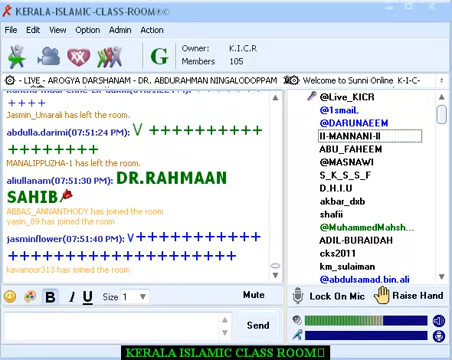 KERALA-ISLAMIC-CLASS-ROOM®©
File Edit View Option Admin Action
G
Owner: K.I.C.R
Members 105
- LIVE - AROGYA DARSHANAM - DR. ABDURAHMAN NINGALODOPPAM
Welcome to Sunni Online K-I-C-
Jasmin_Umarali has left the room.
abdulla.darimi(07:51:24 PM): V ++++++++++
++++++++
MANALIPPUZHA-1 has left the room.
aliullanam(07:51:30 PM): DR.RAHMAAN
SAHIB
ABBAS_ANNANTHODY has joined the room
yasin_89 has joined the room
jasminflower(07:51:40 PM): V++++++++++++
++++++++++++++++++++
kavanoor313 has joined the room
@Live_KICR
@1smaiL
@DARUNAEEM
II-MANNANI-II
ABU_FAHEEM
@MASNAWI
S_K_S_S_F
D.H.I.U
akbar_dxb
shafii
@MuhammedMahsh...
ADIL-BURAIDAH
cks2011
km_sulaiman
@abdulsamad.bin.ali
B I U Size 1
Mute
Lock On Mic
Raise Hand
Send
KERALA ISLAMIC CLASS ROOM